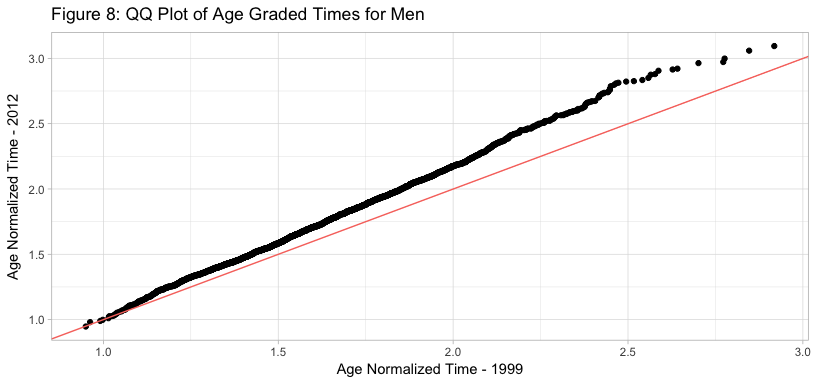 Figure 8: QQ Plot of Age Graded Times for Men
Age Normalized Time - 2012
3.0
2.5
2.0
1.5
1.0
1.0 1.5 2.0 2.5 3.0
Age Normalized Time - 1999